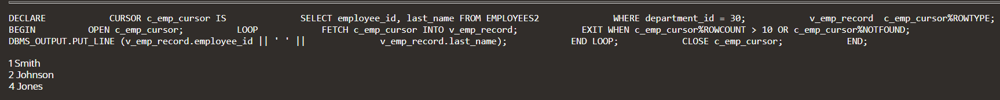 DECLARE CURSOR c_emp_cursor IS SELECT employee_id, last_name FROM EMPLOYEES2 WHERE department_id = 30; v_emp_record c_emp_cursor%ROWTYPE;
BEGIN OPEN c_emp_cursor; LOOP FETCH c_emp_cursor INTO v_emp_record; EXIT WHEN c_emp_cursor%ROWCOUNT > 10 OR c_emp_cursor%NOTFOUND;
DBMS_OUTPUT.PUT_LINE (v_emp_record.employee_id || ' ' || v_emp_record.last_name); END LOOP; CLOSE c_emp_cursor; END;
1 Smith
2 Johnson
4 Jones